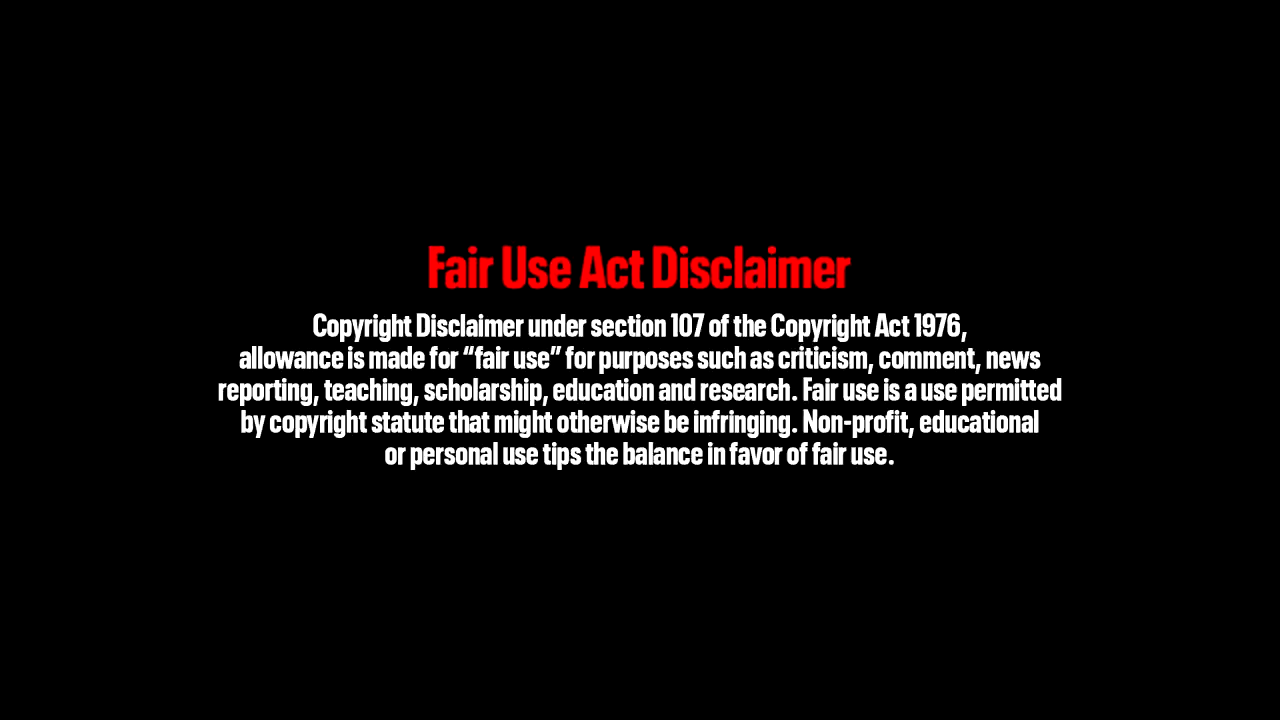 Fair Use Act Disclaimer
Copyright Disclaimer under section 107 of the Copyright Act 1976,
allowance is made for “fair use” for purposes such as criticism, comment, news
reporting, teaching, scholarship, education and research. Fair use is a use permitted
by copyright statute that might otherwise be infringing. Non-profit, educational
or personal use tips the balance in favor of fair use.